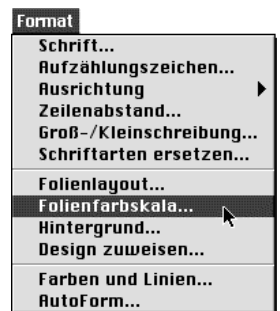 Format
Schrift...
Aufzählungszeichen...
Ausrichtung
Zeilenabstand...
Groß-/Kleinschreibung...
Schriftarten ersetzen...
Folienlayout...
Folienfarbskala...
Hintergrund...
Design zuweisen...
Farben und Linien...
AutoForm...